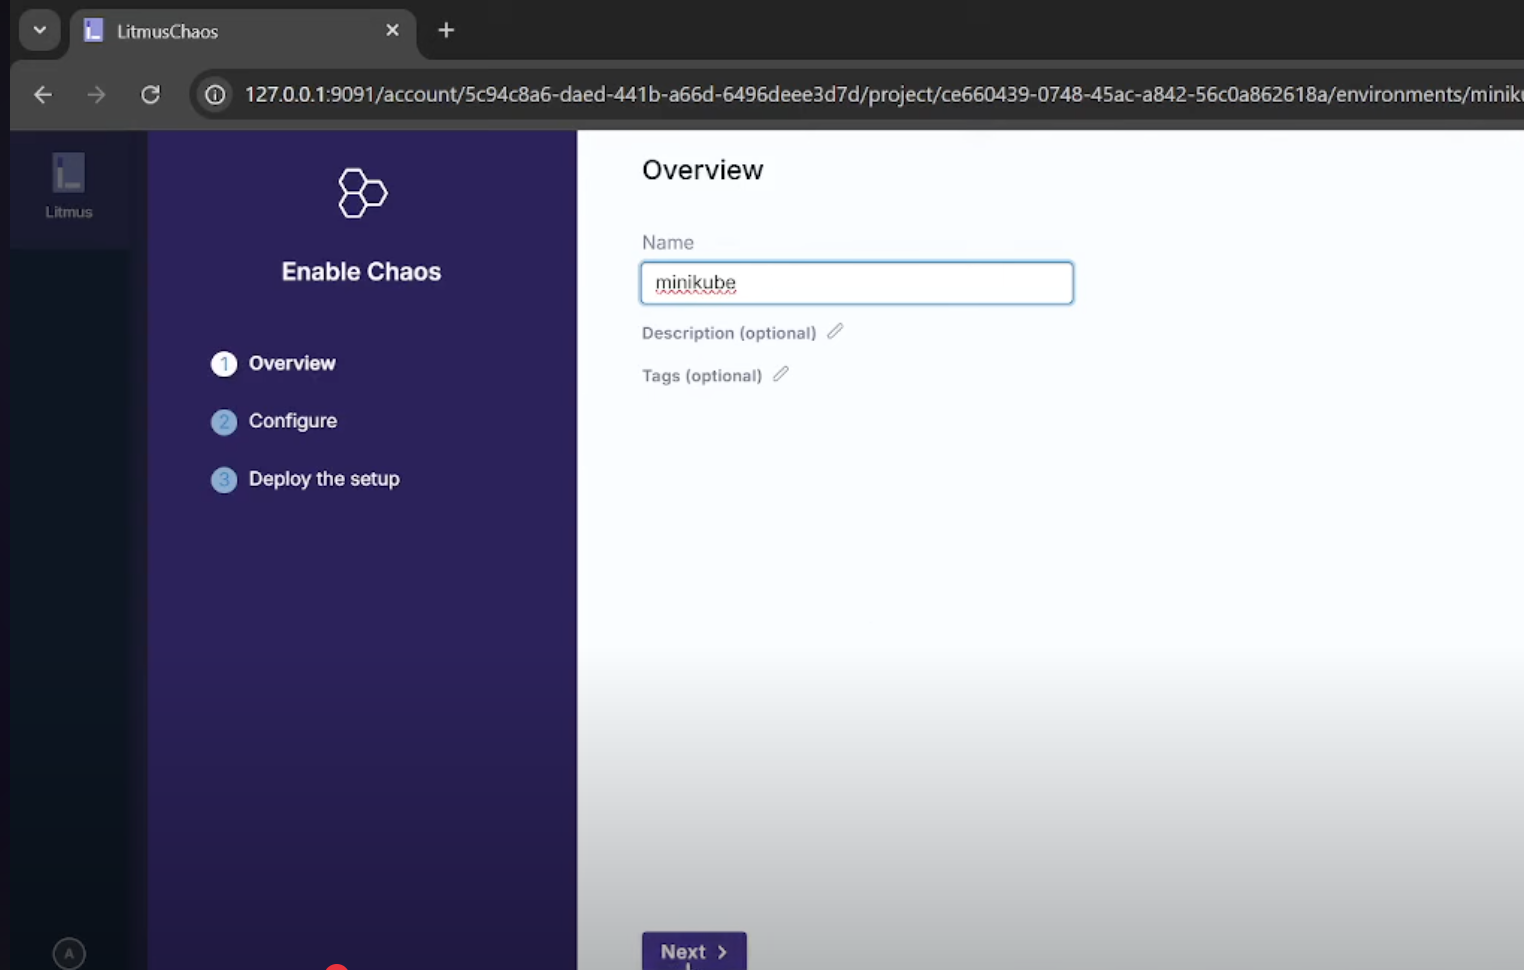 LitmusChaos
127.0.0.1:9091/account/5c94c8a6-daed-441b-a66d-6496deee3d7d/project/ce660439-0748-45ac-a842-56c0a862618a/environments/minik
Litmus
Enable Chaos
1 Overview
2 Configure
3 Deploy the setup
A
Overview
Name
minikube
Description (optional)
Tags (optional)
Next